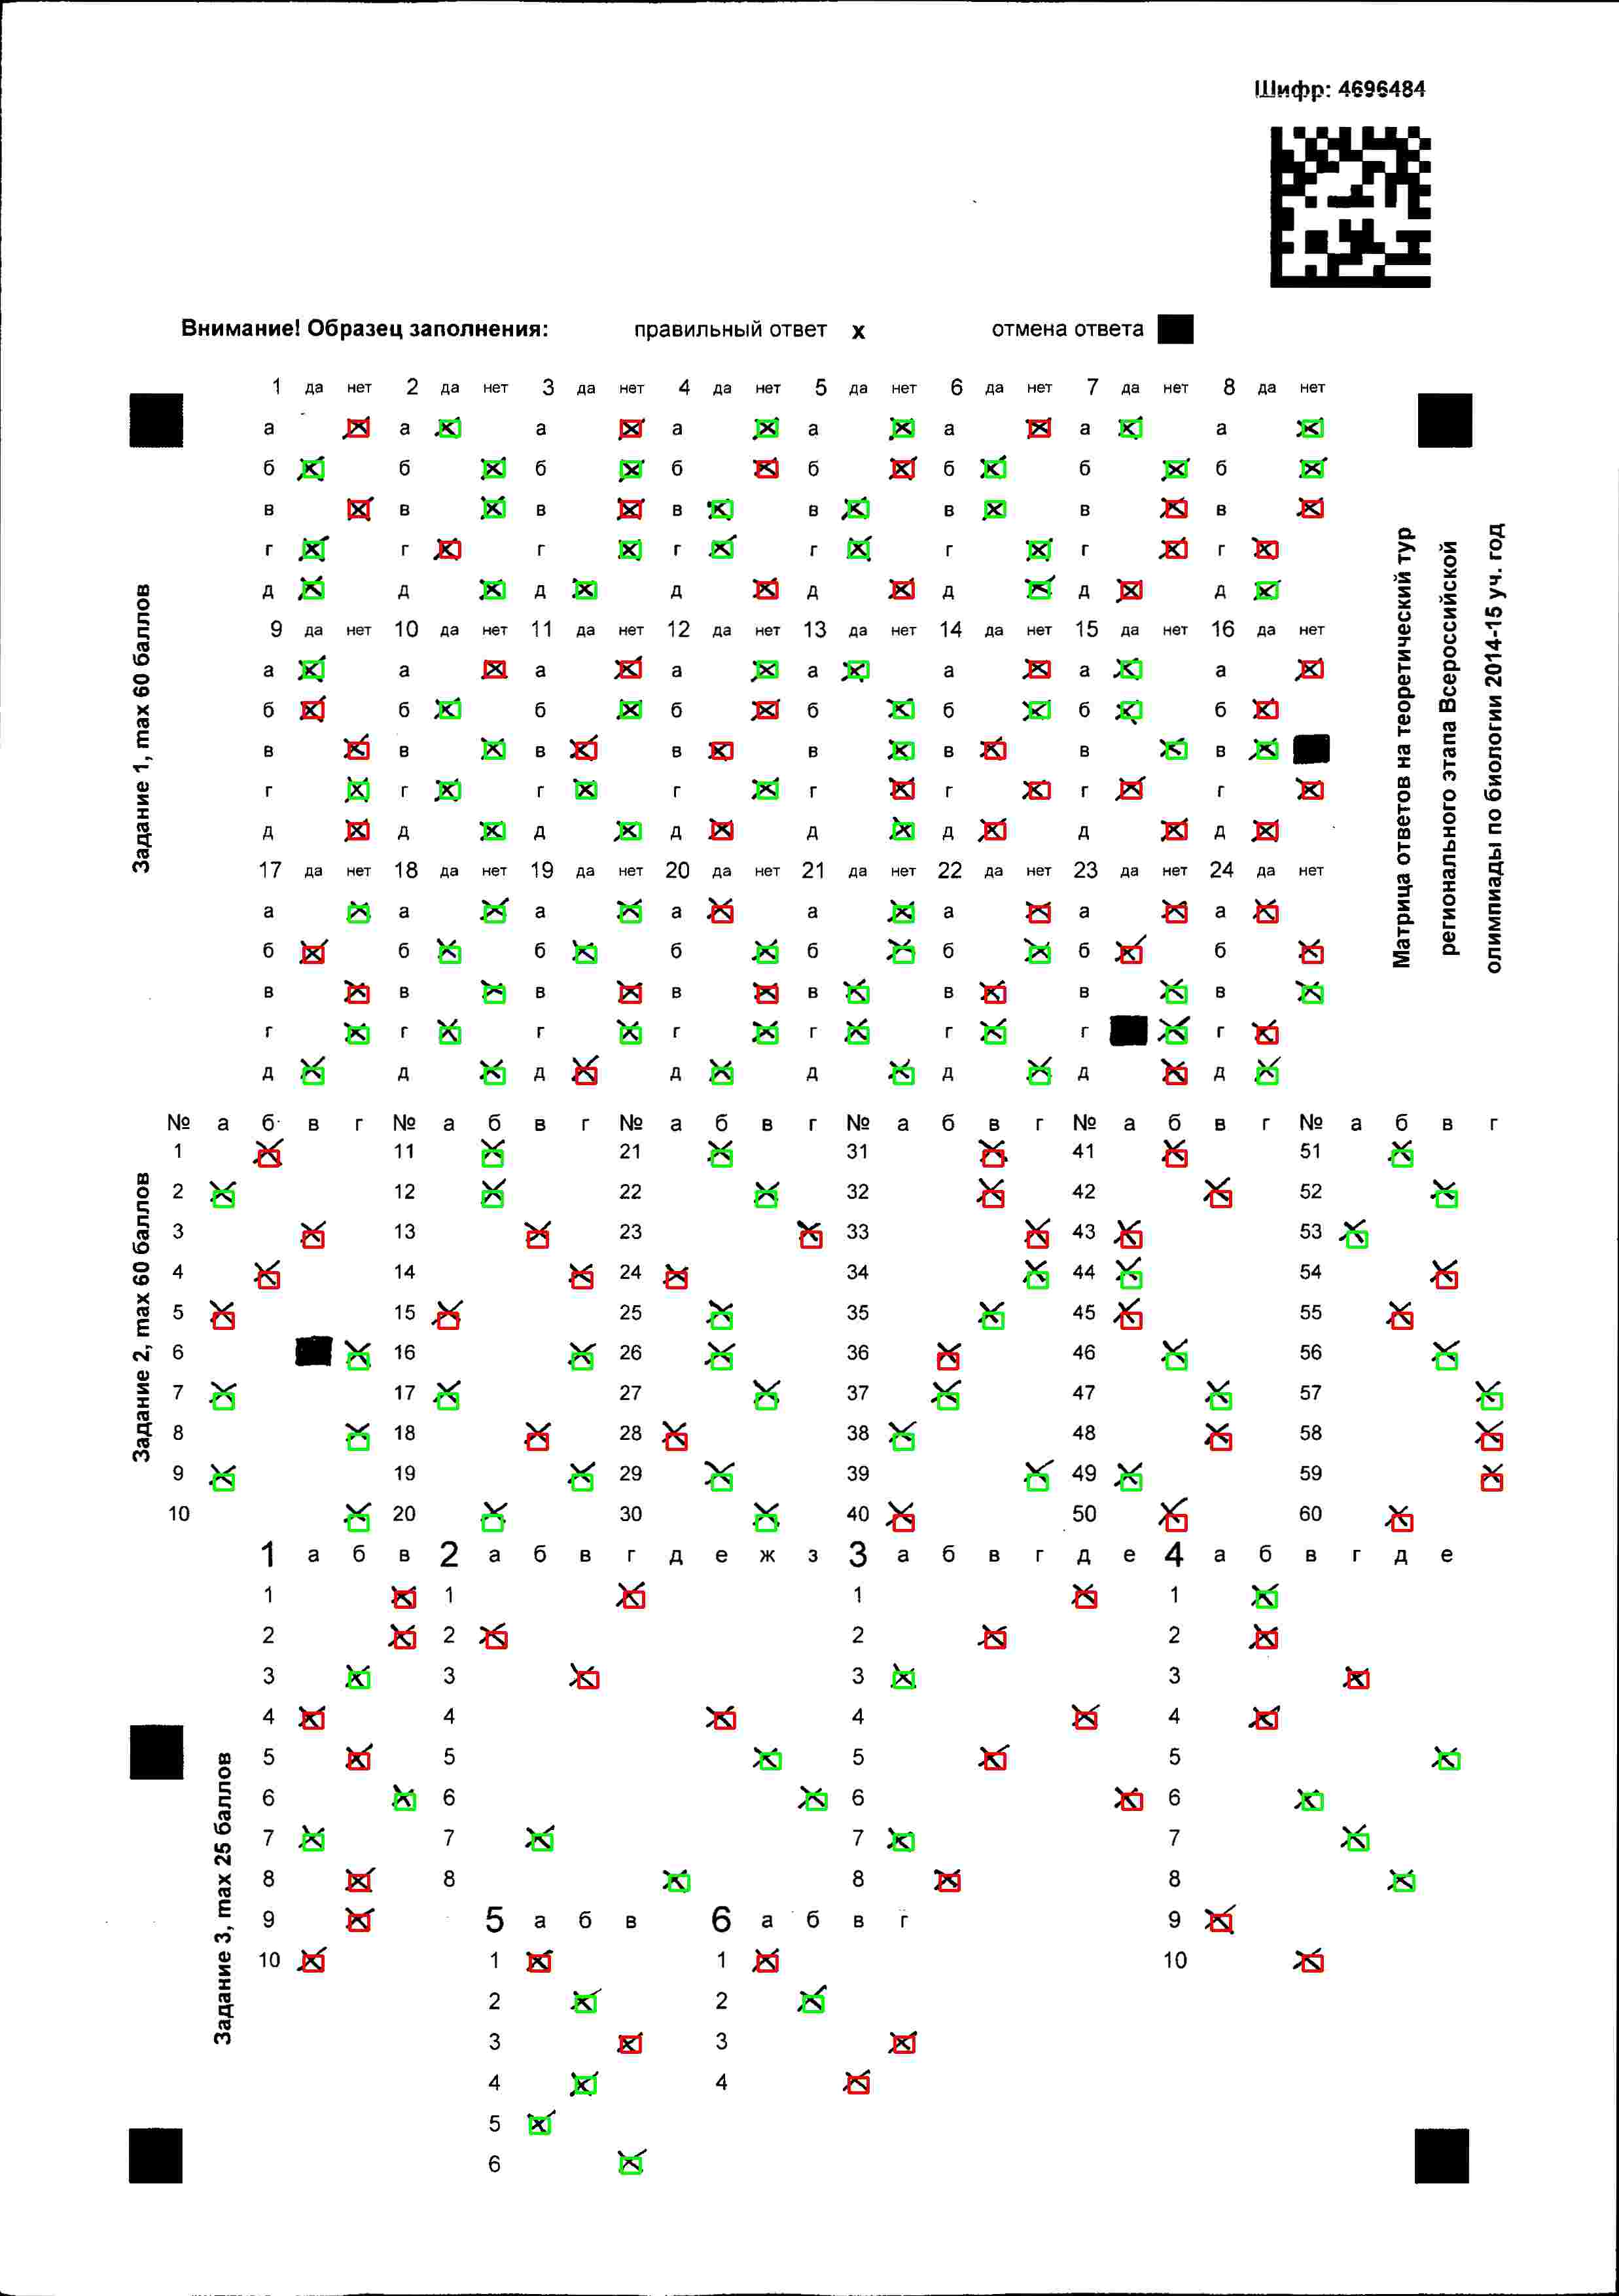 Шифр: 4696484
Внимание! Образец заполнения: правильный ответ x отмена ответа
1 да нет 2 да нет 3 да нет 4 да нет 5 да нет 6 да нет 7 да нет 8 да нет
а а а а а а а а
б б б б б б б б
в в в в в в в в
г г г г г г г г
д д д д д д д д
9 да нет 10 да нет 11 да нет 12 да нет 13 да нет 14 да нет 15 да нет 16 да нет
а а а а а а а а
б б б б б б б б
в в в в в в в в
г г г г г г г г
д д д д д д д д
17 да нет 18 да нет 19 да нет 20 да нет 21 да нет 22 да нет 23 да нет 24 да нет
а а а а а а а а
б б б б б б б б
в в в в в в в в
г г г г г г г г
д д д д д д д д
Задание 1, max 60 баллов
Матрица ответов на теоретический тур
регионального этапа Всероссийской
олимпиады по биологии 2014-15 уч. год
№ а б в г № а б в г № а б в г № а б в г № а б в г № а б в г
1 11 21 31 41 51
2 12 22 32 42 52
3 13 23 33 43 53
4 14 24 34 44 54
5 15 25 35 45 55
6 16 26 36 46 56
7 17 27 37 47 57
8 18 28 38 48 58
9 19 29 39 49 59
10 20 30 40 50 60
Задание 2, max 60 баллов
1 а б в 2 а б в г д е ж з 3 а б в г д е 4 а б в г д е
1 1 1 1
2 2 2 2
3 3 3 3
4 4 4 4
5 5 5 5
6 6 6 6
7 7 7 7
8 8 8 8
9 5 а б в 6 а б в г 9
10 1 1 10
2 2
3 3
4 4
5
6
Задание 3, max 25 баллов